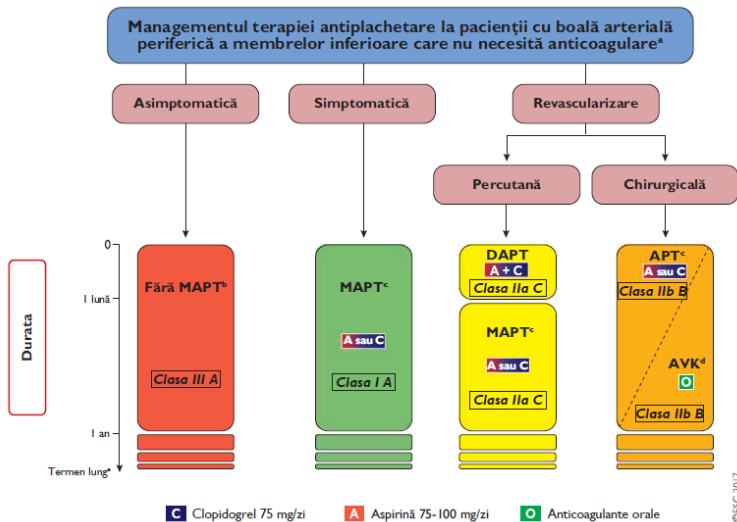 Managementul terapiei antiplachetare la pacienții cu boală arterială
periferică a membrelor inferioare care nu necesită anticoagulareᵃ
Asimptomatică
Simptomatică
Revascularizare
Percutană
Chirurgicală
Durata
0
1 lună
1 an
Termen lungᵉ
Fără MAPTᵇ
Clasa III A
MAPTᶜ
A sau C
Clasa I A
DAPT
A + C
Clasa IIa C
MAPTᶜ
A sau C
Clasa IIa C
APTᶜ
A sau C
Clasa IIb B
AVKᵈ
O
Clasa IIb B
C Clopidogrel 75 mg/zi
A Aspirină 75-100 mg/zi
O Anticoagulante orale
©ESC 2017